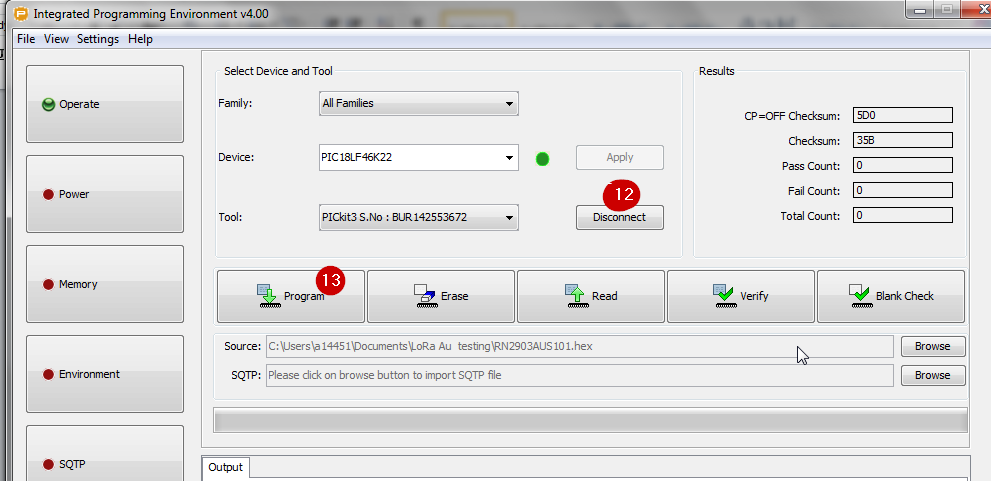 Integrated Programming Environment v4.00
File View Settings Help
Operate
Power
Memory
Environment
SQTP
Select Device and Tool
Family:
All Families
Device:
PIC18LF46K22
Apply
12
Tool:
PICkit3 S.No : BUR142553672
Disconnect
Results
CP=OFF Checksum: 5D0
Checksum: 35B
Pass Count: 0
Fail Count: 0
Total Count: 0
13
Program
Erase
Read
Verify
Blank Check
Source: C:\Users\a14451\Documents\LoRa Au testing\RN2903AUS101.hex Browse
SQTP: Please click on browse button to import SQTP file Browse
Output